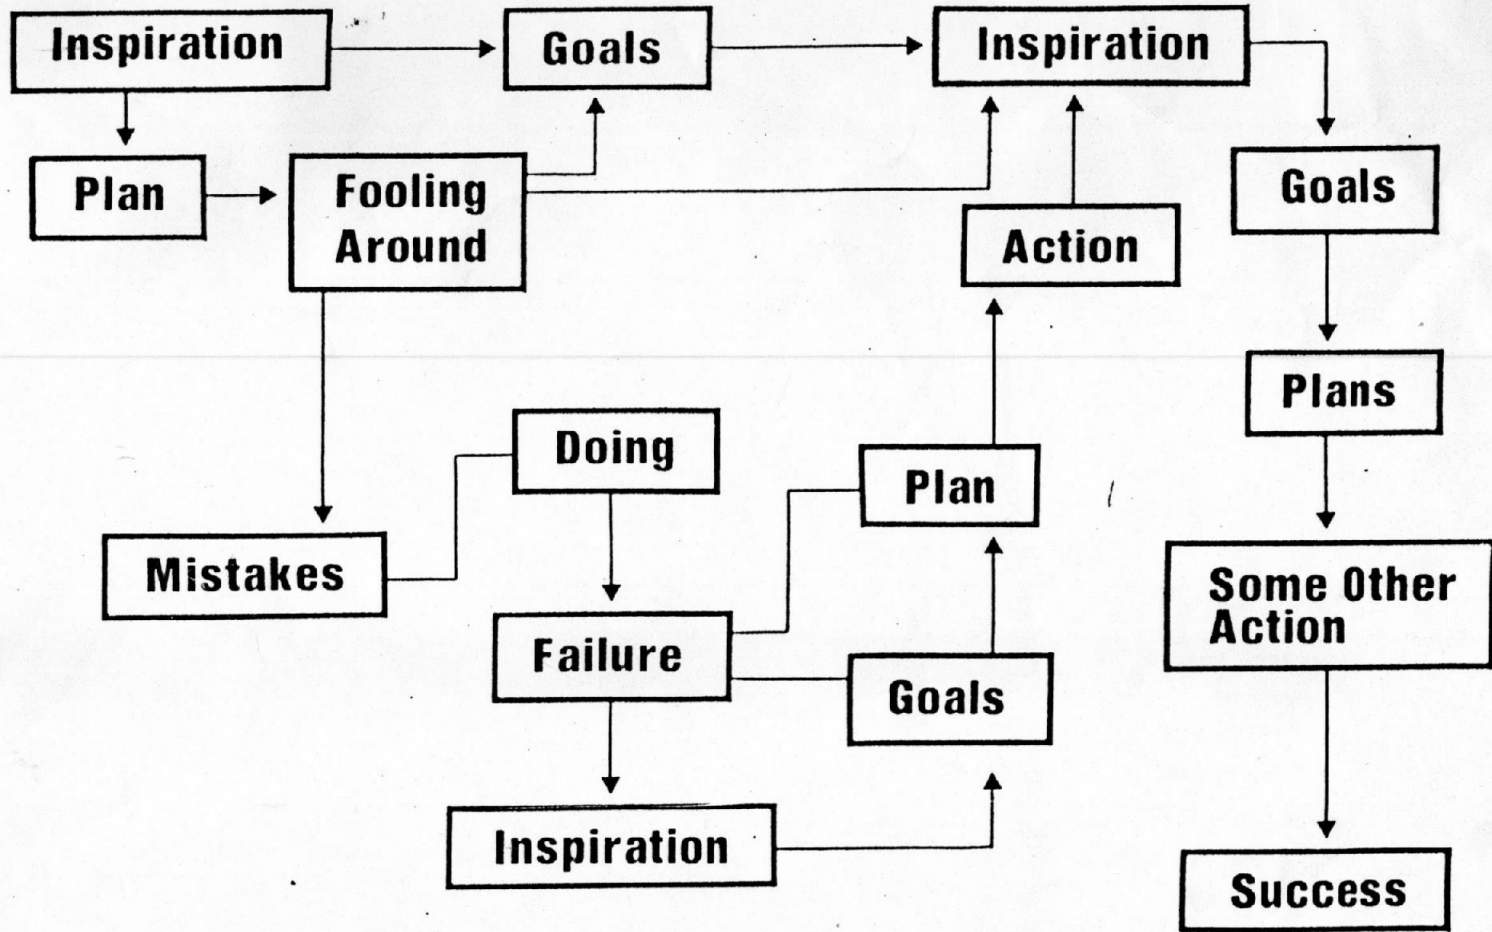 Inspiration
Goals
Inspiration
Plan
Fooling
Around
Action
Goals
Plans
Doing
Plan
Mistakes
Some Other
Action
Failure
Goals
Inspiration
Success